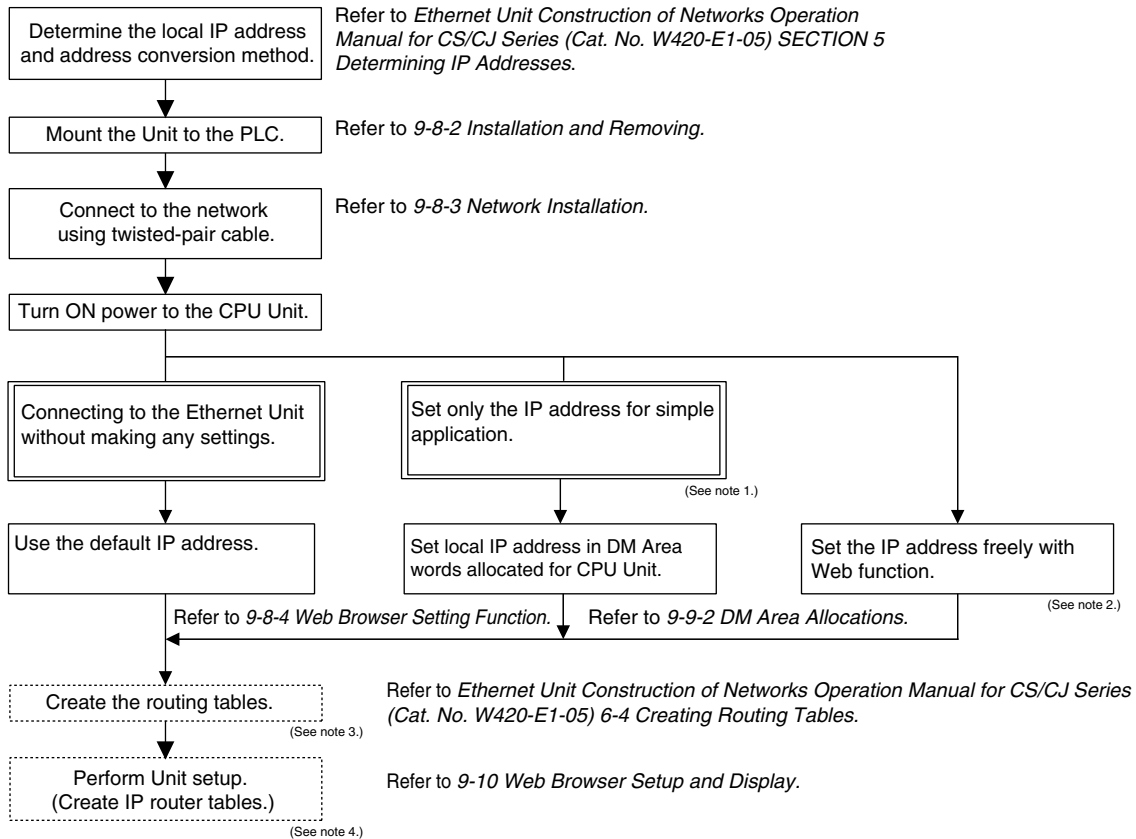 Determine the local IP address
and address conversion method.
Refer to Ethernet Unit Construction of Networks Operation
Manual for CS/CJ Series (Cat. No. W420-E1-05) SECTION 5
Determining IP Addresses.
Mount the Unit to the PLC.
Refer to 9-8-2 Installation and Removing.
Connect to the network
using twisted-pair cable.
Refer to 9-8-3 Network Installation.
Turn ON power to the CPU Unit.
Connecting to the Ethernet Unit
without making any settings.
Set only the IP address for simple
application.
(See note 1.)
Use the default IP address.
Set local IP address in DM Area
words allocated for CPU Unit.
Set the IP address freely with
Web function.
(See note 2.)
Refer to 9-8-4 Web Browser Setting Function.
Refer to 9-9-2 DM Area Allocations.
Create the routing tables.
(See note 3.)
Refer to Ethernet Unit Construction of Networks Operation Manual for CS/CJ Series
(Cat. No. W420-E1-05) 6-4 Creating Routing Tables.
Perform Unit setup.
(Create IP router tables.)
(See note 4.)
Refer to 9-10 Web Browser Setup and Display.